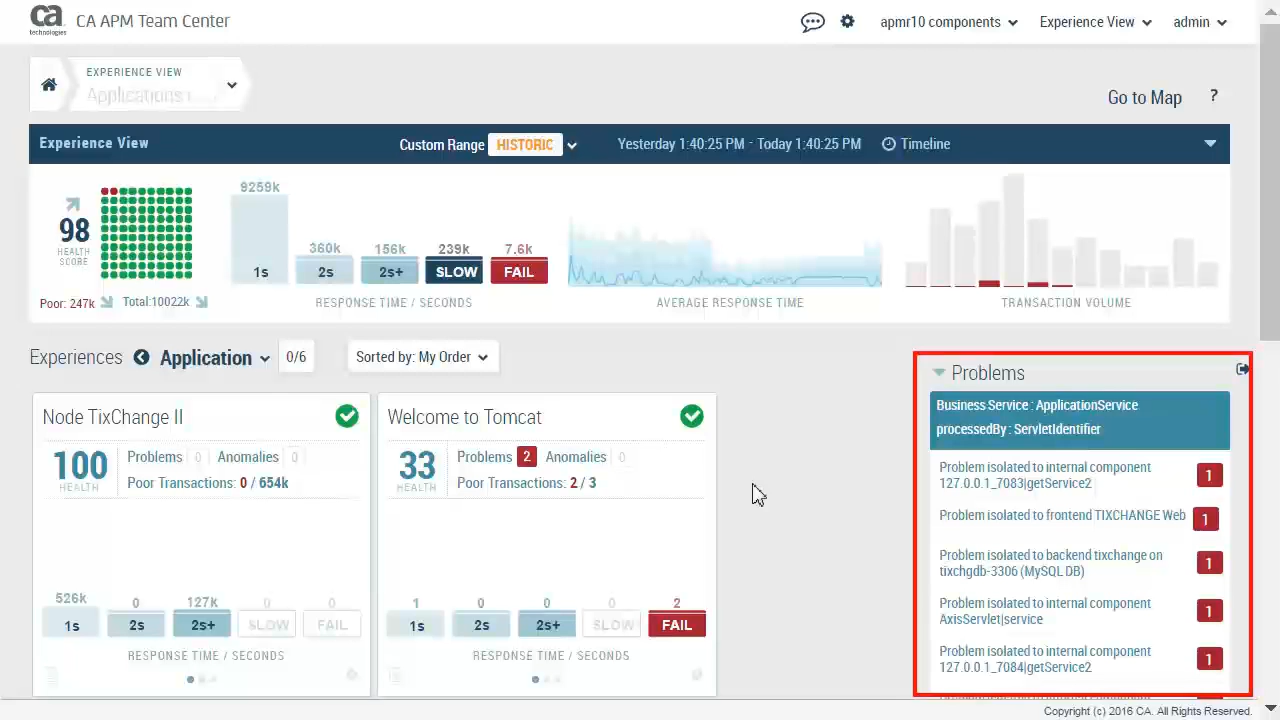 ca
technologies
CA APM Team Center
apmr10 components
Experience View
admin
EXPERIENCE VIEW
Applications
Go to Map
?
Experience View
Custom Range
HISTORIC
Yesterday 1:40:25 PM - Today 1:40:25 PM
Timeline
98
HEALTH
SCORE
Poor: 247k
Total:10022k
9259k
360k
156k
239k
7.6k
1s
2s
2s+
SLOW
FAIL
RESPONSE TIME / SECONDS
AVERAGE RESPONSE TIME
TRANSACTION VOLUME
Experiences
Application
0/6
Sorted by: My Order
Node TixChange II
100
HEALTH
Problems 0 Anomalies 0
Poor Transactions: 0 / 654k
526k
0
127k
0
0
1s
2s
2s+
SLOW
FAIL
RESPONSE TIME / SECONDS
Welcome to Tomcat
33
HEALTH
Problems 2 Anomalies 0
Poor Transactions: 2 / 3
1
0
0
0
2
1s
2s
2s+
SLOW
FAIL
RESPONSE TIME / SECONDS
Problems
Business Service : ApplicationService
processedBy : ServletIdentifier
Problem isolated to internal component
127.0.0.1_7083|getService2
1
Problem isolated to frontend TIXCHANGE Web
1
Problem isolated to backend tixchange on
tixchgdb-3306 (MySQL DB)
1
Problem isolated to internal component
AxisServlet|service
1
Problem isolated to internal component
127.0.0.1_7084|getService2
1
Copyright (c) 2016 CA. All Rights Reserved.